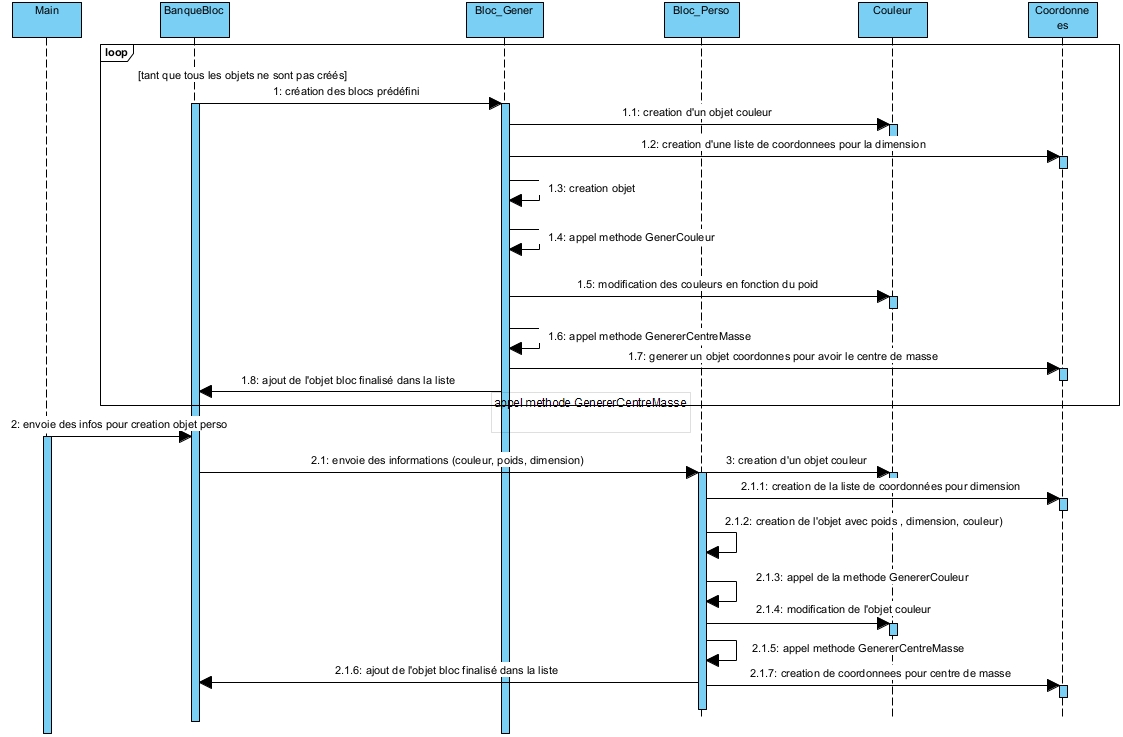 Main
BanqueBloc
Bloc_Gener
Bloc_Perso
Couleur
Coordonne
es
loop
[tant que tous les objets ne sont pas créés]
1: création des blocs prédéfini
1.1: creation d'un objet couleur
1.2: creation d'une liste de coordonnees pour la dimension
1.3: creation objet
1.4: appel methode GenerCouleur
1.5: modification des couleurs en fonction du poid
1.6: appel methode GenererCentreMasse
1.7: generer un objet coordonnes pour avoir le centre de masse
1.8: ajout de l'objet bloc finalisé dans la liste
appel methode GenererCentreMasse
2: envoie des infos pour creation objet perso
2.1: envoie des informations (couleur, poids, dimension)
3: creation d'un objet couleur
2.1.1: creation de la liste de coordonnées pour dimension
2.1.2: creation de l'objet avec poids , dimension, couleur)
2.1.3: appel de la methode GenererCouleur
2.1.4: modification de l'objet couleur
2.1.5: appel methode GenererCentreMasse
2.1.6: ajout de l'objet bloc finalisé dans la liste
2.1.7: creation de coordonnees pour centre de masse